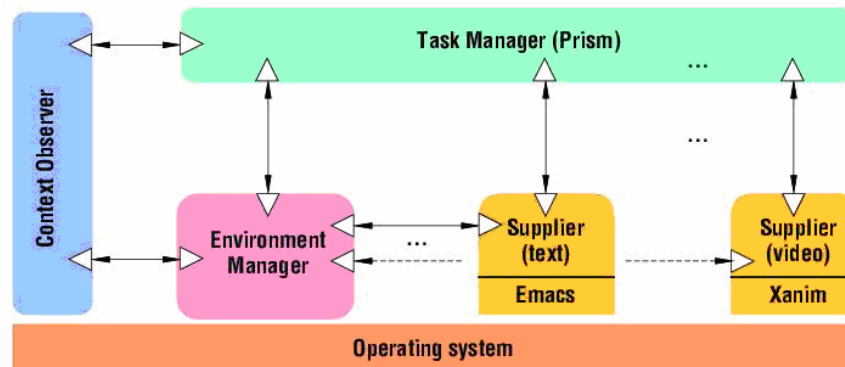 Task Manager (Prism)
...
...
Context Observer
Environment
Manager
...
Supplier
(text)
Emacs
Supplier
(video)
Xanim
Operating system